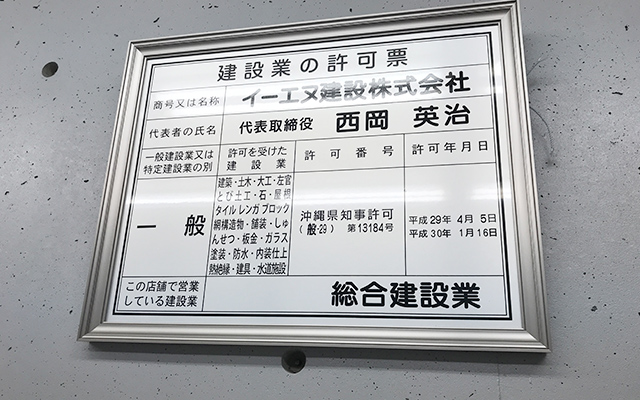 建設業の許可票
商号又は名称 イーエヌ建設株式会社
代表者の氏名 代表取締役 西岡 英治
一般建設業又は
特定建設業の別
許可を受けた
建設業
許可番号
許可年月日
一般
建築・土木・大工・左官
とび土工・石・屋根
タイルレンガブロック
鋼構造物・舗装・しゅ
んせつ・板金・ガラス
塗装・防水・内装仕上
熱絶縁・建具・水道施設
沖縄県知事許可
(般-29) 第13184号
平成29年 4月 5日
平成30年 1月16日
この店舗で営業
している建設業
総合建設業